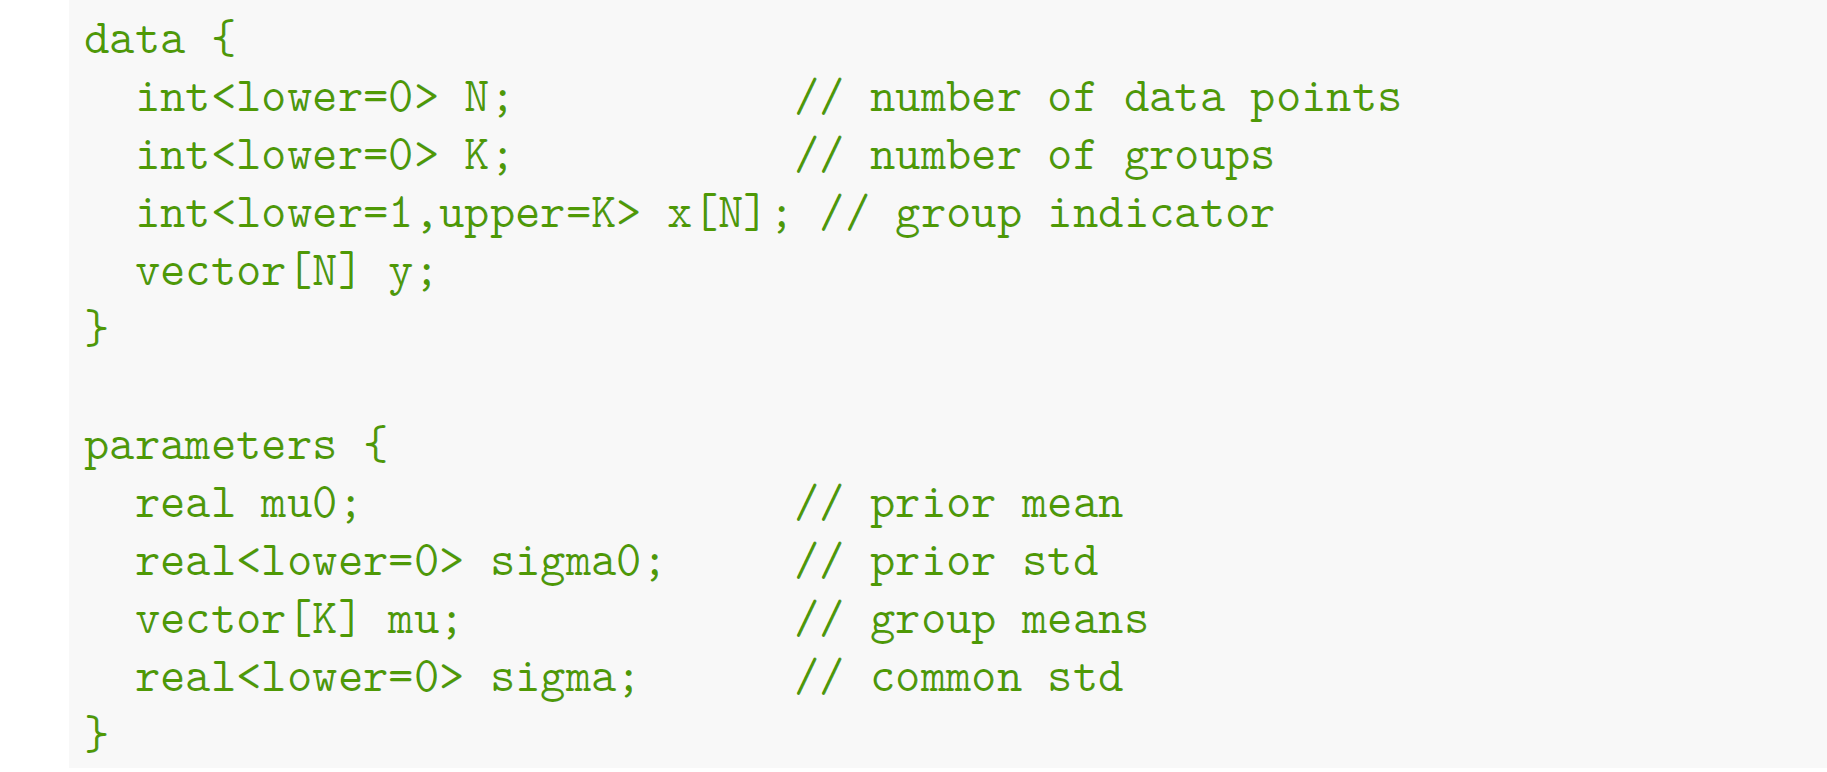 data {
  int<lower=0> N;           // number of data points
  int<lower=0> K;           // number of groups
  int<lower=1,upper=K> x[N]; // group indicator
  vector[N] y;
}

parameters {
  real mu0;                 // prior mean
  real<lower=0> sigma0;     // prior std
  vector[K] mu;             // group means
  real<lower=0> sigma;      // common std
}